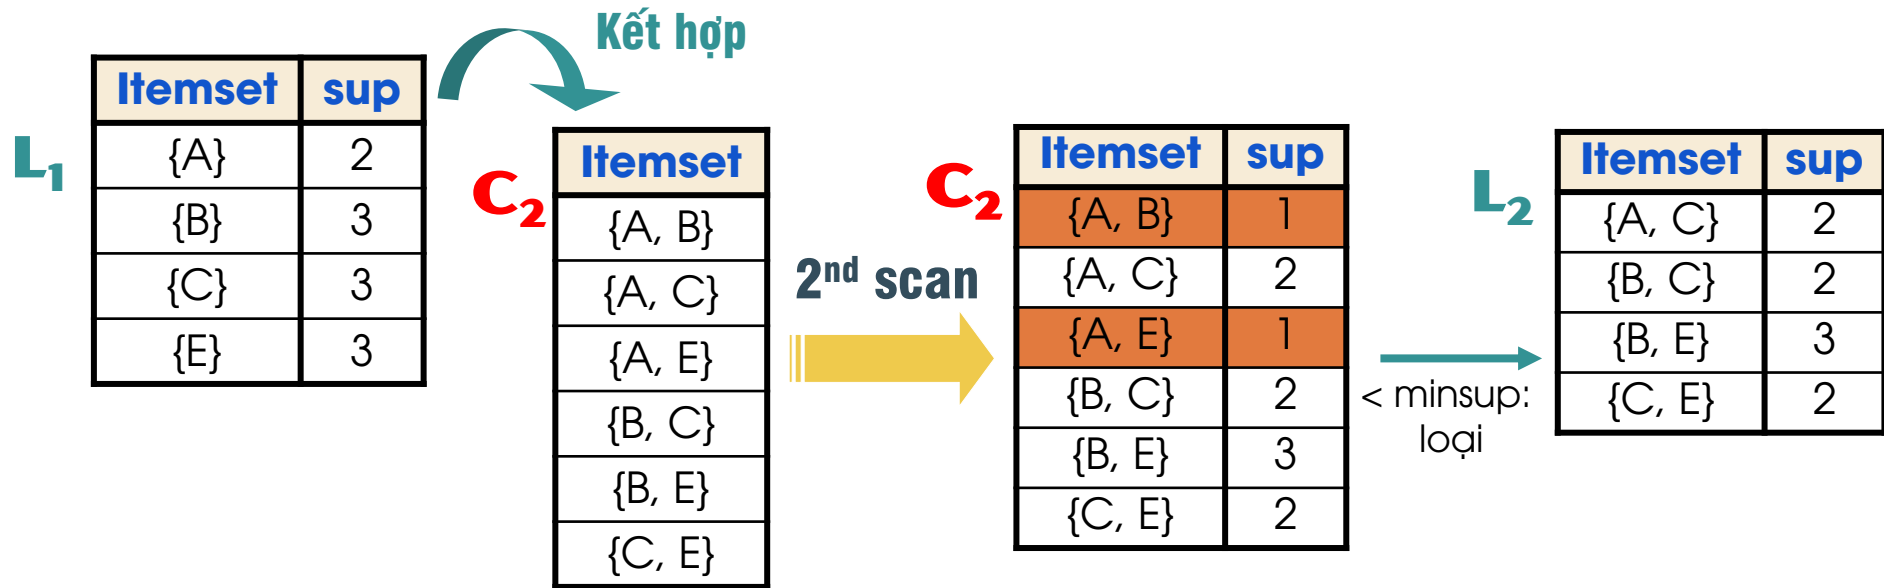 Kết hợp
L1
Itemset sup
{A} 2
{B} 3
{C} 3
{E} 3
C2
Itemset
{A, B}
{A, C}
{A, E}
{B, C}
{B, E}
{C, E}
2nd scan
C2
Itemset sup
{A, B} 1
{A, C} 2
{A, E} 1
{B, C} 2
{B, E} 3
{C, E} 2
< minsup:
loại
L2
Itemset sup
{A, C} 2
{B, C} 2
{B, E} 3
{C, E} 2